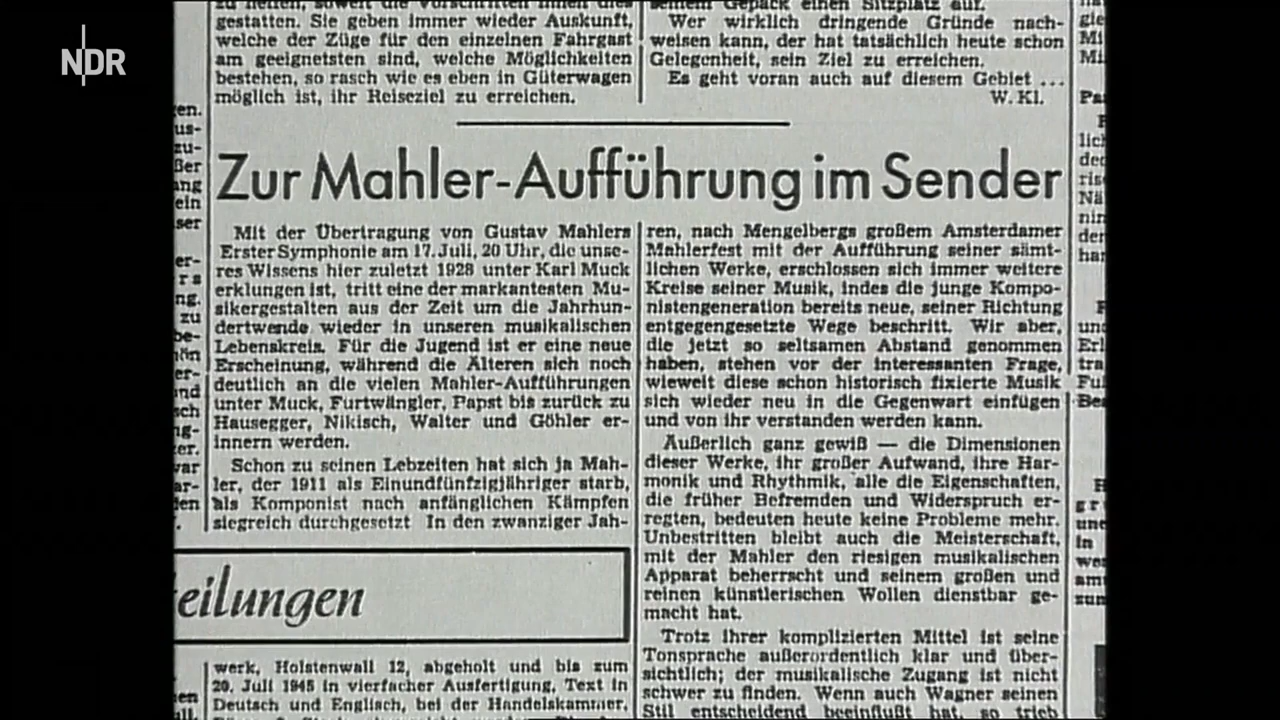 NDR
gestatten. Sie geben immer wieder Auskunft,
welche der Züge für den einzelnen Fahrgast
am geeignetsten sind, welche Möglichkeiten
bestehen, so rasch wie es eben in Güterwagen
möglich ist, ihr Reiseziel zu erreichen.
seinem Gepäck einen Sitzplatz auf.
Wer wirklich dringende Gründe nach-
weisen kann, der hat tatsächlich heute schon
Gelegenheit, sein Ziel zu erreichen.
Es geht voran auch auf diesem Gebiet ...
W. Kl.
Zur Mahler-Aufführung im Sender
Mit der Übertragung von Gustav Mahlers
Erster Symphonie am 17. Juli, 20 Uhr, die unse-
res Wissens hier zuletzt 1928 unter Karl Muck
erklungen ist, tritt eine der markantesten Mu-
sikergestalten aus der Zeit um die Jahrhun-
dertwende wieder in unseren musikalischen
Lebenskreis. Für die Jugend ist er eine neue
Erscheinung, während die Älteren sich noch
deutlich an die vielen Mahler-Aufführungen
unter Muck, Furtwängler, Papst bis zurück zu
Hausegger, Nikisch, Walter und Göhler er-
innern werden.
Schon zu seinen Lebzeiten hat sich ja Mah-
ler, der 1911 als Einundfünfzigjähriger starb,
als Komponist nach anfänglichen Kämpfen
siegreich durchgesetzt In den zwanziger Jah-
ren, nach Mengelbergs großem Amsterdamer
Mahlerfest mit der Aufführung seiner sämt-
lichen Werke, erschlossen sich immer weitere
Kreise seiner Musik, indes die junge Kompo-
nistengeneration bereits neue, seiner Richtung
entgegengesetzte Wege beschritt. Wir aber,
die jetzt so seltsamen Abstand genommen
haben, stehen vor der interessanten Frage,
wieweit diese schon historisch fixierte Musik
sich wieder neu in die Gegenwart einfügen
und von ihr verstanden werden kann.
Äußerlich ganz gewiß — die Dimensionen
dieser Werke, ihr großer Aufwand, ihre Har-
monik und Rhythmik, alle die Eigenschaften,
die früher Befremden und Widerspruch er-
regten, bedeuten heute keine Probleme mehr.
Unbestritten bleibt auch die Meisterschaft,
mit der Mahler den riesigen musikalischen
Apparat beherrscht und seinem großen und
reinen künstlerischen Wollen dienstbar ge-
macht hat.
Trotz ihrer komplizierten Mittel ist seine
Tonsprache außerordentlich klar und über-
sichtlich; der musikalische Zugang ist nicht
schwer zu finden. Wenn auch Wagner seinen
Stil entscheidend beeinflußt hat, so trieb
eilungen
werk, Holstenwall 12, abgeholt und bis zum
20. Juli 1945 in vierfacher Ausfertigung, Text in
Deutsch und Englisch, bei der Handelskammer,